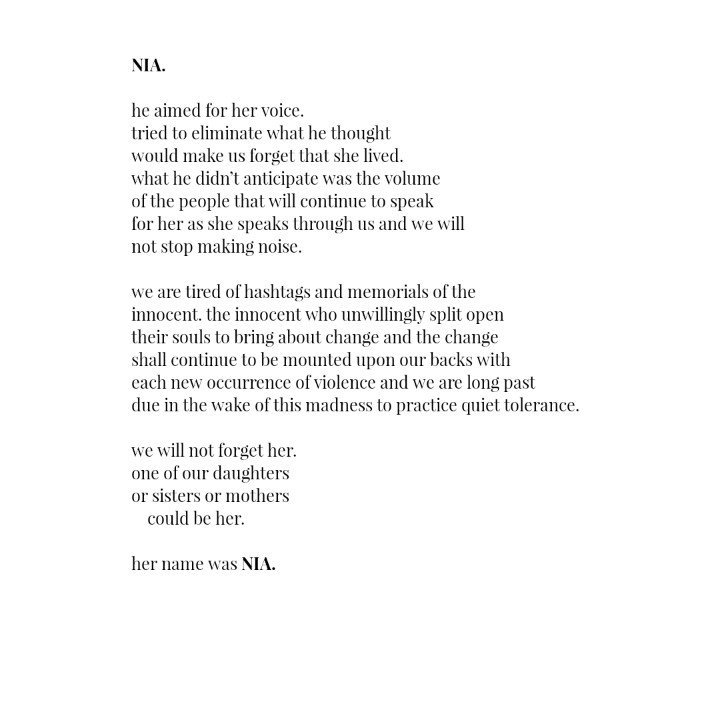 NIA.
he aimed for her voice.
tried to eliminate what he thought
would make us forget that she lived.
what he didn’t anticipate was the volume
of the people that will continue to speak
for her as she speaks through us and we will
not stop making noise.
we are tired of hashtags and memorials of the
innocent. the innocent who unwillingly split open
their souls to bring about change and the change
shall continue to be mounted upon our backs with
each new occurrence of violence and we are long past
due in the wake of this madness to practice quiet tolerance.
we will not forget her.
one of our daughters
or sisters or mothers
could be her.
her name was NIA.